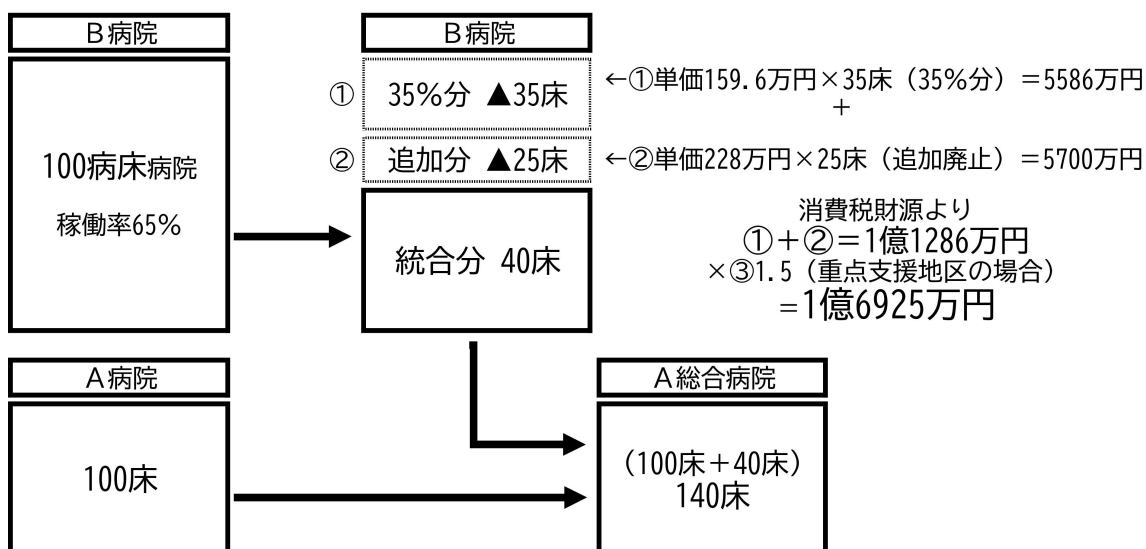 B病院
100病床病院
稼働率65%
B病院
① 35%分 ▲35床
② 追加分 ▲25床
統合分 40床
←①単価159.6万円×35床（35%分）＝5586万円
＋
←②単価228万円×25床（追加廃止）＝5700万円
消費税財源より
①＋②＝1億1286万円
×③1.5（重点支援地区の場合）
＝1億6925万円
A病院
100床
A総合病院
(100床＋40床)
140床